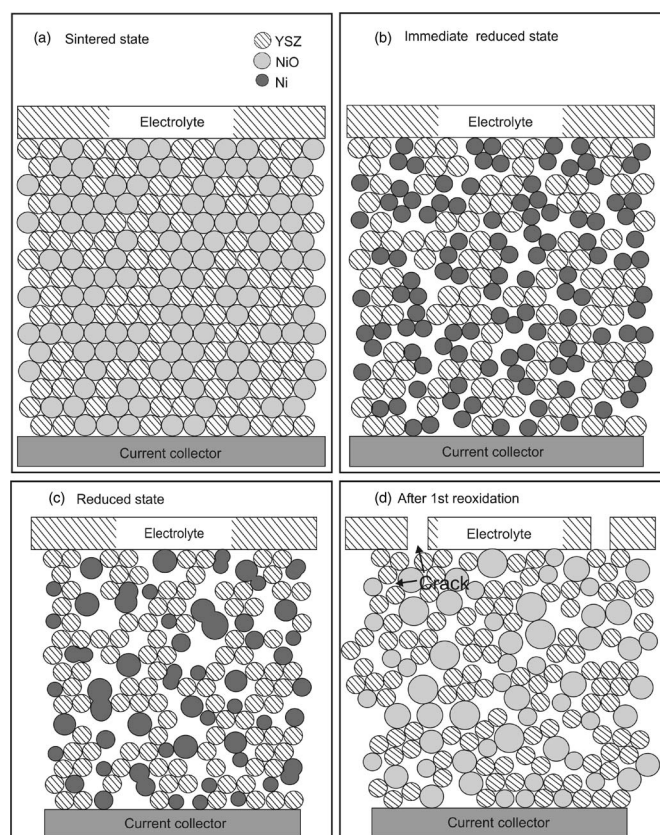 (a) Sintered state
YSZ
NiO
Ni
Electrolyte
Current collector
(b) Immediate reduced state
Electrolyte
Current collector
(c) Reduced state
Electrolyte
Current collector
(d) After 1st reoxidation
Electrolyte
Crack
Current collector